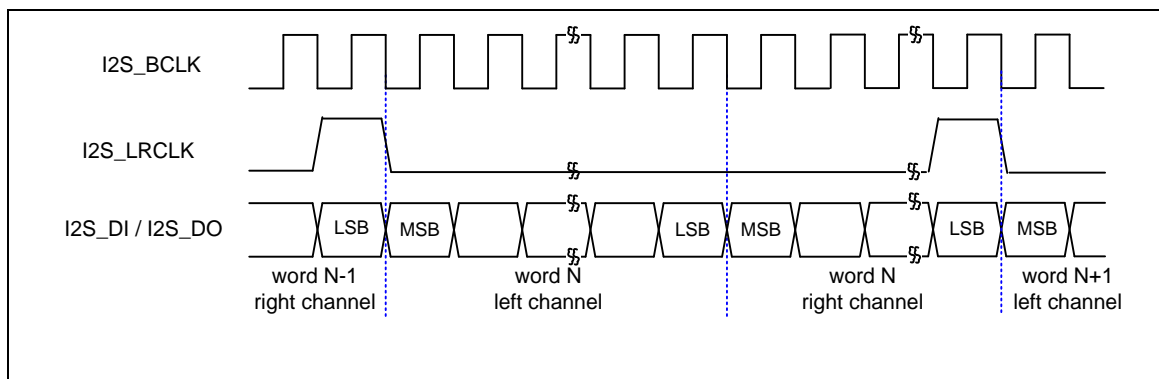 I2S_BCLK
I2S_LRCLK
I2S_DI / I2S_DO
LSB MSB LSB MSB LSB MSB
word N-1 word N word N word N+1
right channel left channel right channel left channel